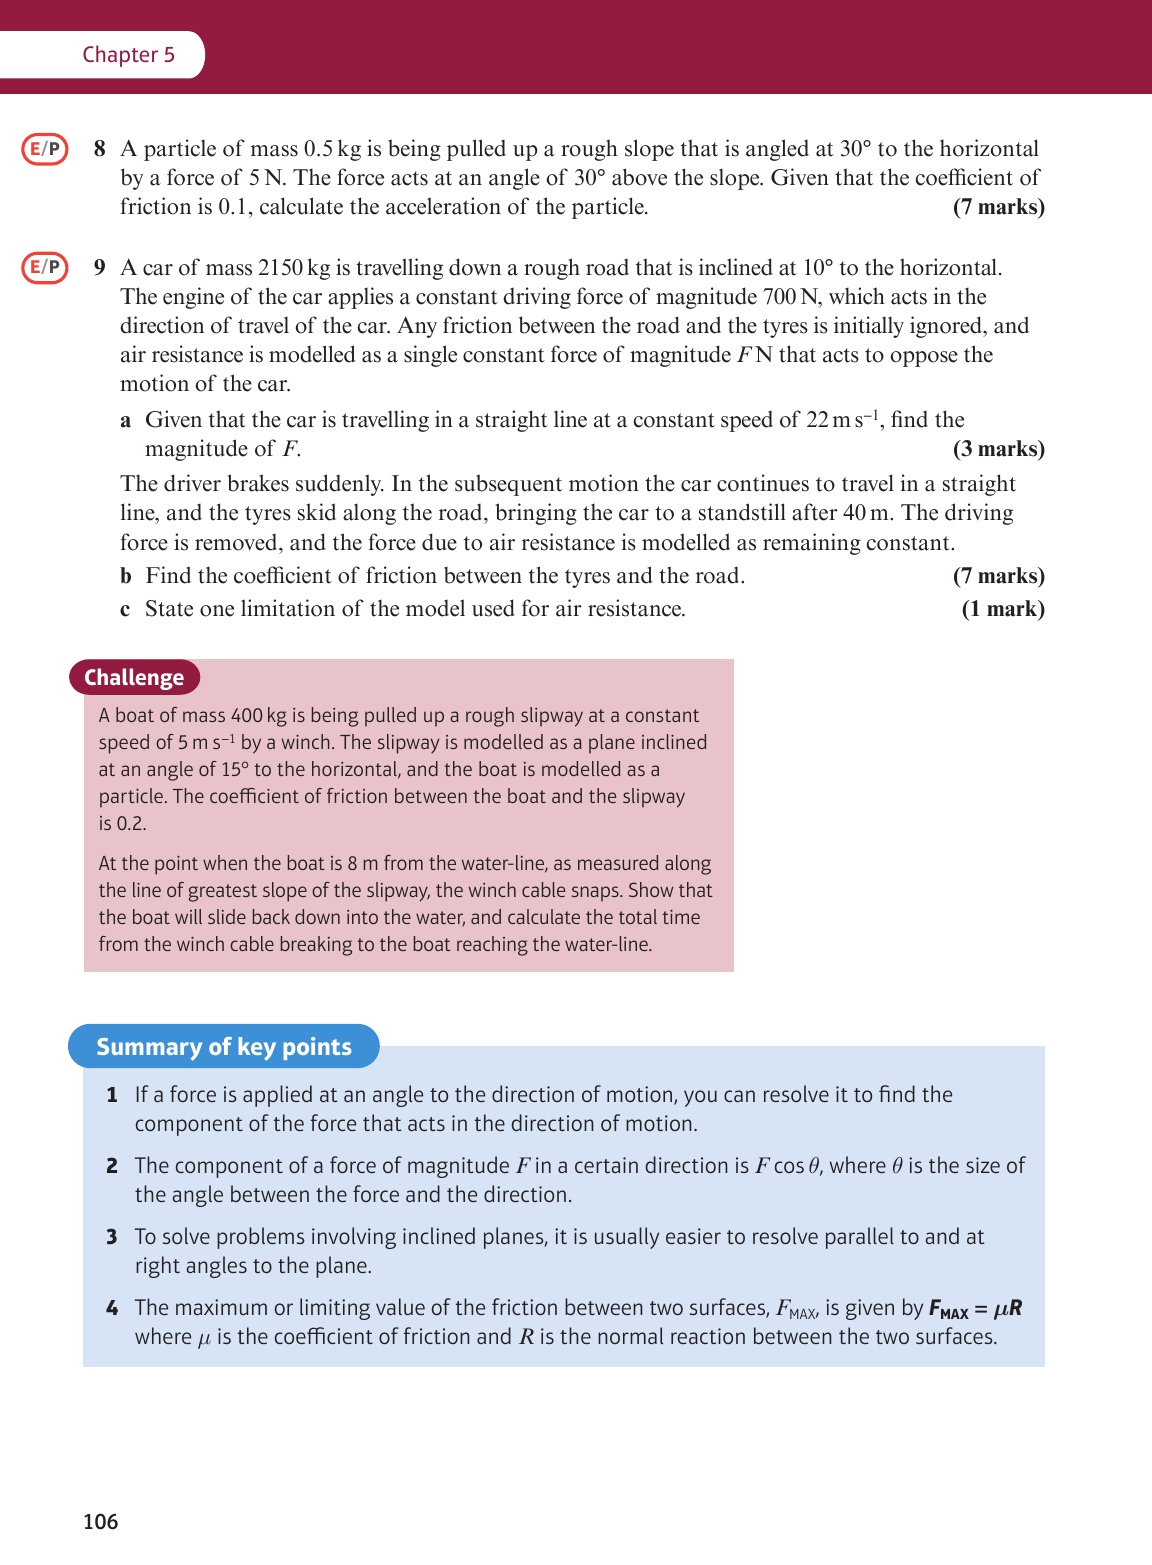 Chapter 5
E/P 8 A particle of mass 0.5 kg is being pulled up a rough slope that is angled at 30° to the horizontal
by a force of 5 N. The force acts at an angle of 30° above the slope. Given that the coefficient of
friction is 0.1, calculate the acceleration of the particle. (7 marks)
E/P 9 A car of mass 2150 kg is travelling down a rough road that is inclined at 10° to the horizontal.
The engine of the car applies a constant driving force of magnitude 700 N, which acts in the
direction of travel of the car. Any friction between the road and the tyres is initially ignored, and
air resistance is modelled as a single constant force of magnitude F N that acts to oppose the
motion of the car.
a Given that the car is travelling in a straight line at a constant speed of 22 m s⁻¹, find the
magnitude of F. (3 marks)
The driver brakes suddenly. In the subsequent motion the car continues to travel in a straight
line, and the tyres skid along the road, bringing the car to a standstill after 40 m. The driving
force is removed, and the force due to air resistance is modelled as remaining constant.
b Find the coefficient of friction between the tyres and the road. (7 marks)
c State one limitation of the model used for air resistance. (1 mark)
Challenge
A boat of mass 400 kg is being pulled up a rough slipway at a constant
speed of 5 m s⁻¹ by a winch. The slipway is modelled as a plane inclined
at an angle of 15° to the horizontal, and the boat is modelled as a
particle. The coefficient of friction between the boat and the slipway
is 0.2.
At the point when the boat is 8 m from the water-line, as measured along
the line of greatest slope of the slipway, the winch cable snaps. Show that
the boat will slide back down into the water, and calculate the total time
from the winch cable breaking to the boat reaching the water-line.
Summary of key points
1 If a force is applied at an angle to the direction of motion, you can resolve it to find the
component of the force that acts in the direction of motion.
2 The component of a force of magnitude F in a certain direction is F cos θ, where θ is the size of
the angle between the force and the direction.
3 To solve problems involving inclined planes, it is usually easier to resolve parallel to and at
right angles to the plane.
4 The maximum or limiting value of the friction between two surfaces, F_MAX, is given by F_MAX = μR
where μ is the coefficient of friction and R is the normal reaction between the two surfaces.
106